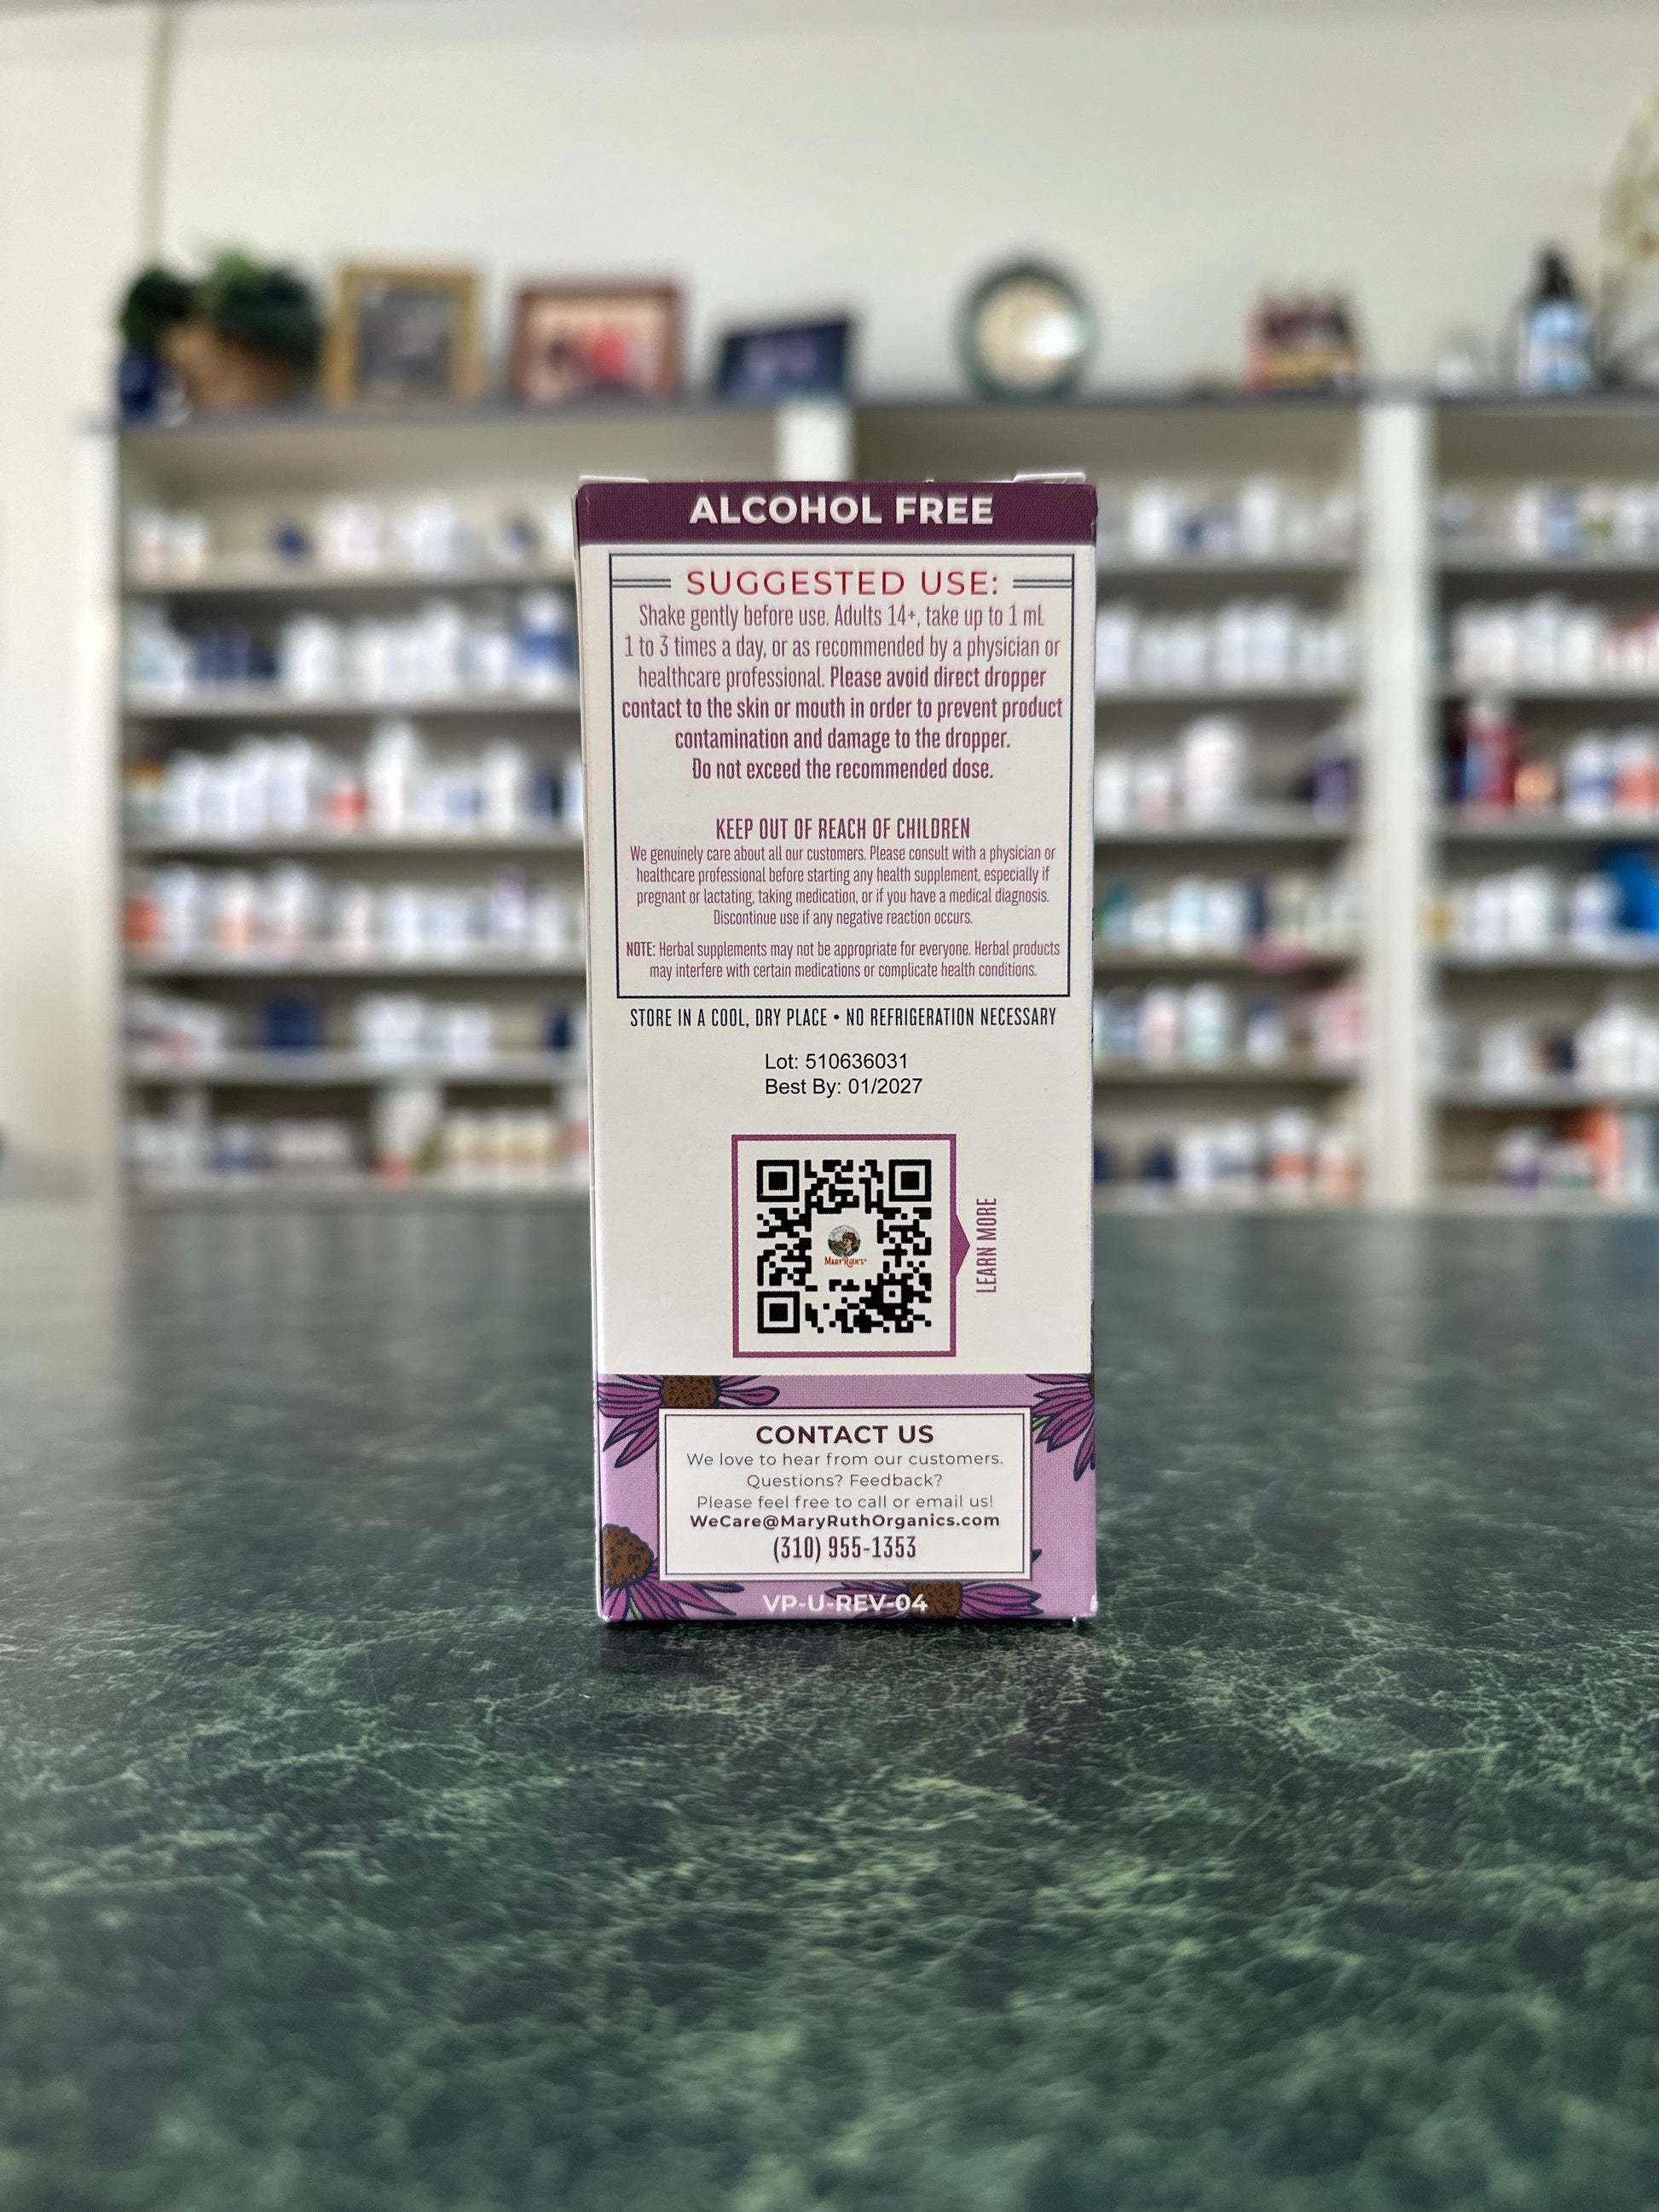 ALCOHOL FREE
SUGGESTED USE:
Shake gently before use. Adults 14+, take up to 1 mL
1 to 3 times a day, or as recommended by a physician or
healthcare professional. Please avoid direct dropper
contact to the skin or mouth in order to prevent product
contamination and damage to the dropper.
Do not exceed the recommended dose.
KEEP OUT OF REACH OF CHILDREN
We genuinely care about all our customers. Please consult with a physician or
healthcare professional before starting any health supplement, especially if
pregnant or lactating, taking medication, or if you have a medical diagnosis.
Discontinue use if any negative reaction occurs.
NOTE: Herbal supplements may not be appropriate for everyone. Herbal products
may interfere with certain medications or complicate health conditions.
STORE IN A COOL, DRY PLACE • NO REFRIGERATION NECESSARY
Lot: 510636031
Best By: 01/2027
MARYRUTH'S®
LEARN MORE
CONTACT US
We love to hear from our customers.
Questions? Feedback?
Please feel free to call or email us!
WeCare@MaryRuthOrganics.com
(310) 955-1353
VP-U-REV-04